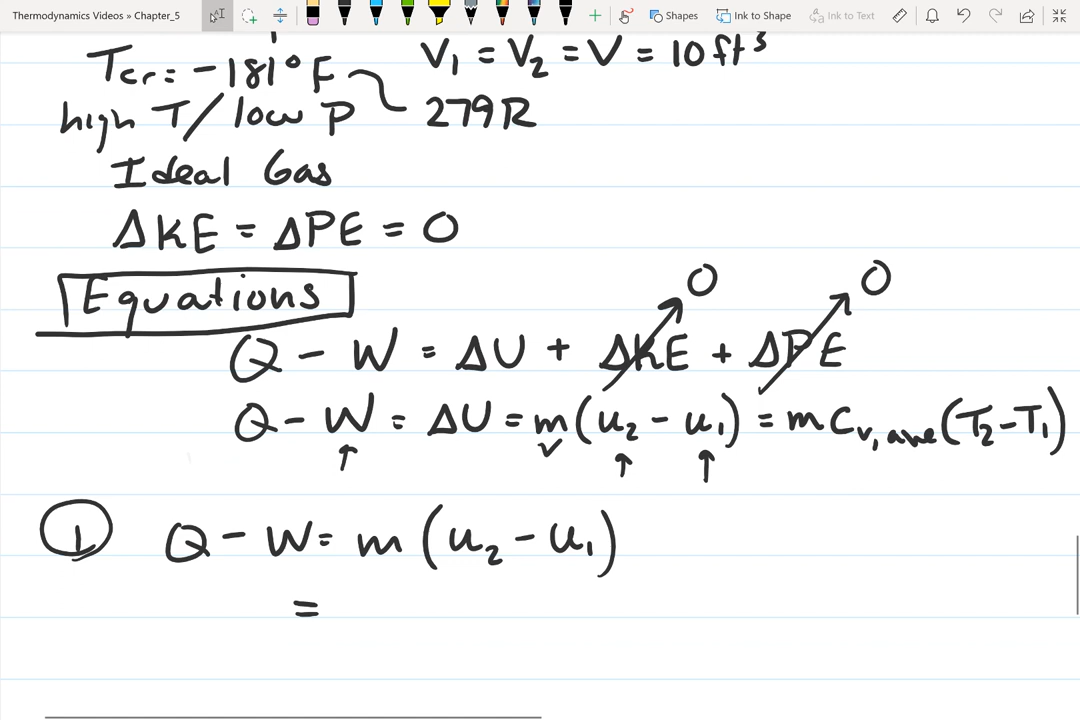 Thermodynamics Videos » Chapter_5
Shapes Ink to Shape Ink to Text
Tcr = -181°F V₁ = V₂ = V = 10 ft³
high T / low P 279R
Ideal Gas
ΔKE = ΔPE = 0
Equations
0 0
Q - W = ΔU + ΔKE + ΔPE
Q - W = ΔU = m(u₂ - u₁) = m Cv,ave (T₂ - T₁)
① Q - W = m(u₂ - u₁)
=